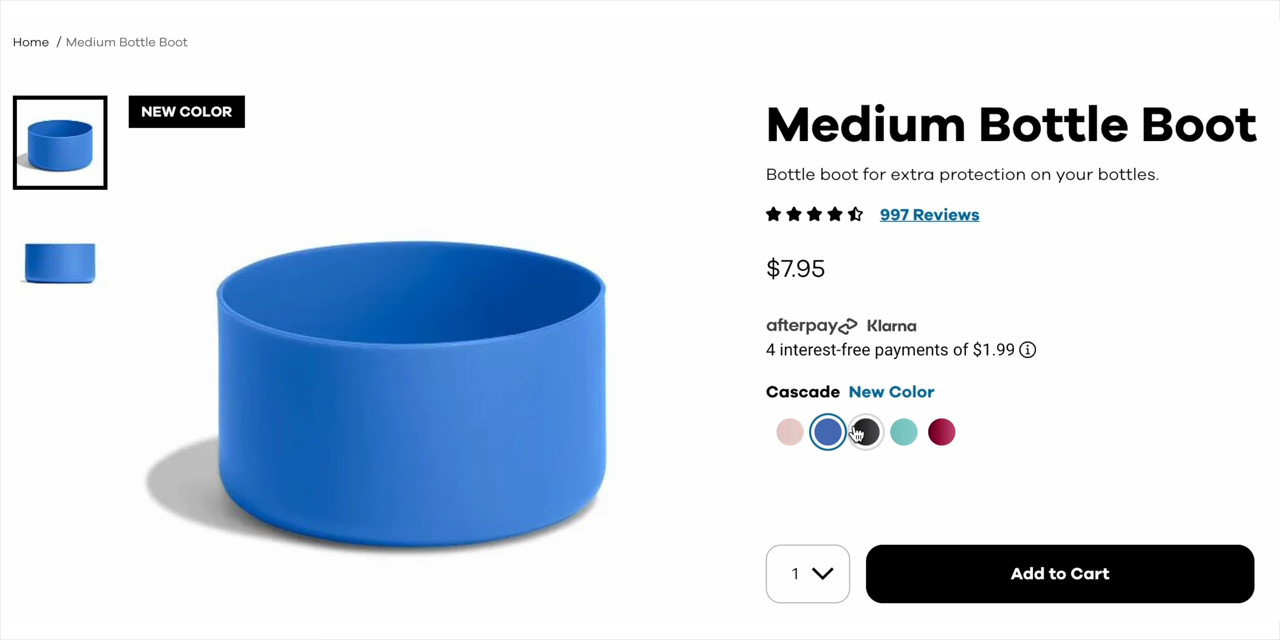 Home / Medium Bottle Boot
NEW COLOR
Medium Bottle Boot
Bottle boot for extra protection on your bottles.
997 Reviews
$7.95
afterpay Klarna
4 interest-free payments of $1.99
Cascade New Color
1
Add to Cart